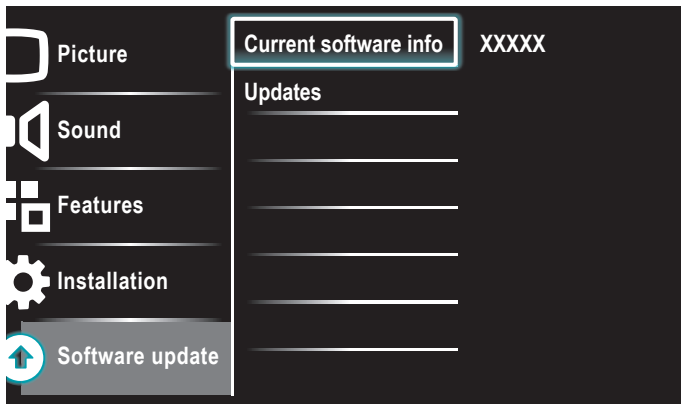 Picture
Sound
Features
Installation
Software update
Current software info XXXXX
Updates